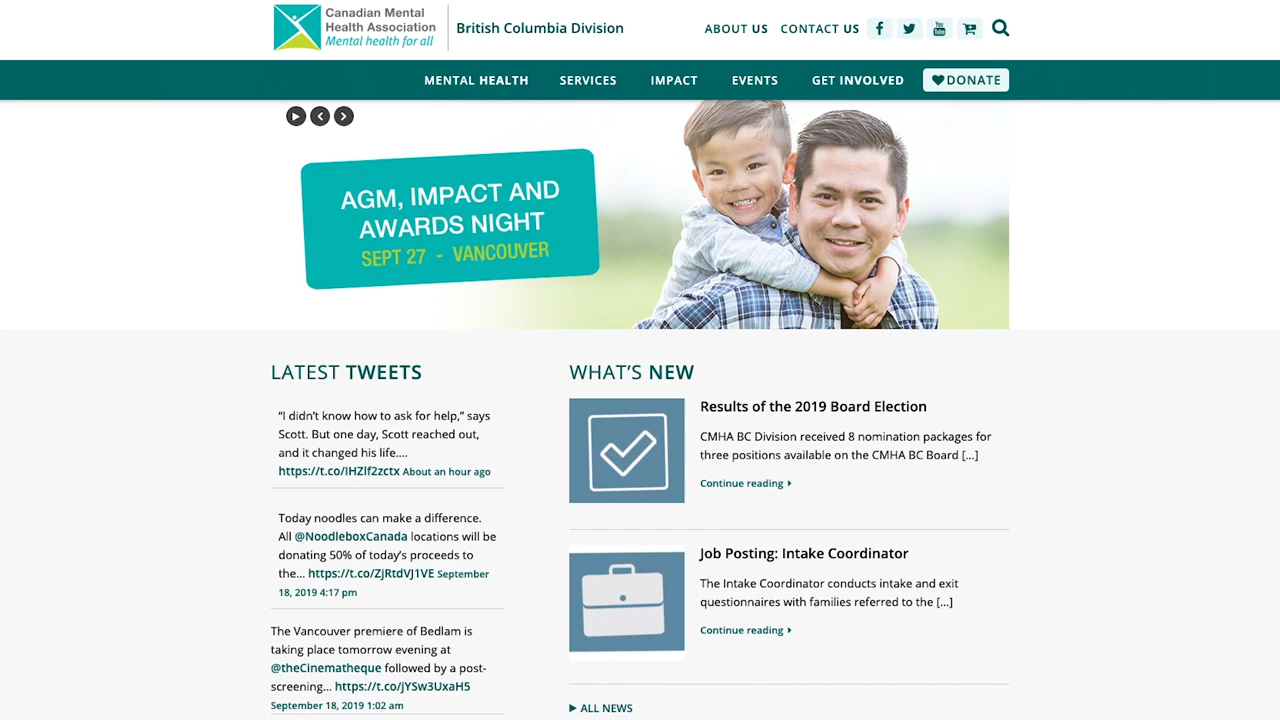 Canadian Mental
Health Association
Mental health for all
British Columbia Division
ABOUT US
CONTACT US
You Tube
MENTAL HEALTH
SERVICES
IMPACT
EVENTS
GET INVOLVED
DONATE
AGM, IMPACT AND
AWARDS NIGHT
SEPT 27 - VANCOUVER
LATEST TWEETS
“I didn’t know how to ask for help,” says
Scott. But one day, Scott reached out,
and it changed his life....
https://t.co/IHZlf2zctx About an hour ago
Today noodles can make a difference.
All @NoodleboxCanada locations will be
donating 50% of today’s proceeds to
the... https://t.co/ZjRtdVJ1VE September
18, 2019 4:17 pm
The Vancouver premiere of Bedlam is
taking place tomorrow evening at
@theCinematheque followed by a post-
screening... https://t.co/jYSw3UxaH5
September 18, 2019 1:02 am
WHAT’S NEW
Results of the 2019 Board Election
CMHA BC Division received 8 nomination packages for
three positions available on the CMHA BC Board [...]
Continue reading
Job Posting: Intake Coordinator
The Intake Coordinator conducts intake and exit
questionnaires with families referred to the [...]
Continue reading
ALL NEWS